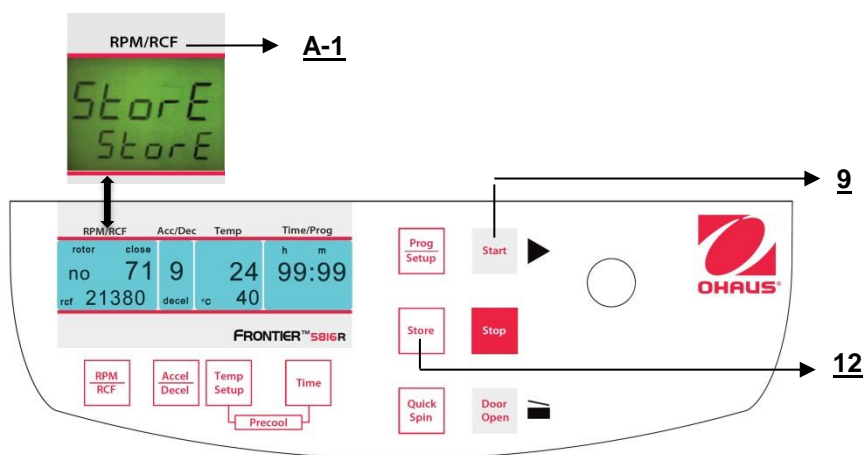 RPM/RCF
A-1
StorE
StorE
9
RPM/RCF Acc/Dec Temp Time/Prog
rotor close h m
no 71 9 24 99:99
rcf 21380 decel °C 40
FRONTIER™5816R
Prog
Setup
Start
OHAUS®
Store
Stop
12
RPM
RCF
Accel
Decel
Temp
Setup
Time
Precool
Quick
Spin
Door
Open